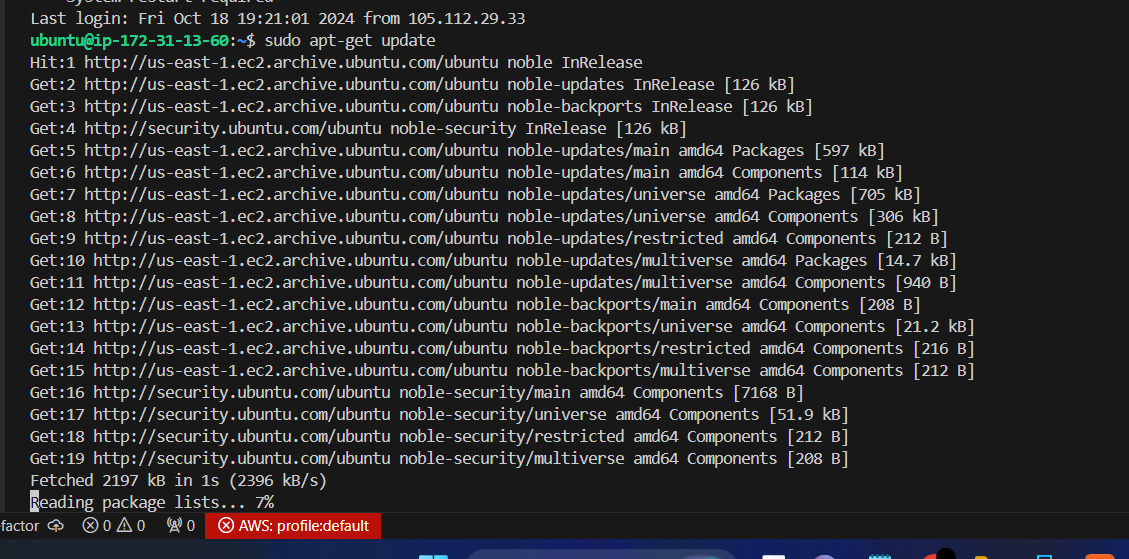 System restart required
Last login: Fri Oct 18 19:21:01 2024 from 105.112.29.33
ubuntu@ip-172-31-13-60:~$ sudo apt-get update
Hit:1 http://us-east-1.ec2.archive.ubuntu.com/ubuntu noble InRelease
Get:2 http://us-east-1.ec2.archive.ubuntu.com/ubuntu noble-updates InRelease [126 kB]
Get:3 http://us-east-1.ec2.archive.ubuntu.com/ubuntu noble-backports InRelease [126 kB]
Get:4 http://security.ubuntu.com/ubuntu noble-security InRelease [126 kB]
Get:5 http://us-east-1.ec2.archive.ubuntu.com/ubuntu noble-updates/main amd64 Packages [597 kB]
Get:6 http://us-east-1.ec2.archive.ubuntu.com/ubuntu noble-updates/main amd64 Components [114 kB]
Get:7 http://us-east-1.ec2.archive.ubuntu.com/ubuntu noble-updates/universe amd64 Packages [705 kB]
Get:8 http://us-east-1.ec2.archive.ubuntu.com/ubuntu noble-updates/universe amd64 Components [306 kB]
Get:9 http://us-east-1.ec2.archive.ubuntu.com/ubuntu noble-updates/restricted amd64 Components [212 B]
Get:10 http://us-east-1.ec2.archive.ubuntu.com/ubuntu noble-updates/multiverse amd64 Packages [14.7 kB]
Get:11 http://us-east-1.ec2.archive.ubuntu.com/ubuntu noble-updates/multiverse amd64 Components [940 B]
Get:12 http://us-east-1.ec2.archive.ubuntu.com/ubuntu noble-backports/main amd64 Components [208 B]
Get:13 http://us-east-1.ec2.archive.ubuntu.com/ubuntu noble-backports/universe amd64 Components [21.2 kB]
Get:14 http://us-east-1.ec2.archive.ubuntu.com/ubuntu noble-backports/restricted amd64 Components [216 B]
Get:15 http://us-east-1.ec2.archive.ubuntu.com/ubuntu noble-backports/multiverse amd64 Components [212 B]
Get:16 http://security.ubuntu.com/ubuntu noble-security/main amd64 Components [7168 B]
Get:17 http://security.ubuntu.com/ubuntu noble-security/universe amd64 Components [51.9 kB]
Get:18 http://security.ubuntu.com/ubuntu noble-security/restricted amd64 Components [212 B]
Get:19 http://security.ubuntu.com/ubuntu noble-security/multiverse amd64 Components [208 B]
Fetched 2197 kB in 1s (2396 kB/s)
Reading package lists... 7%
factor 0 0 0 AWS: profile:default